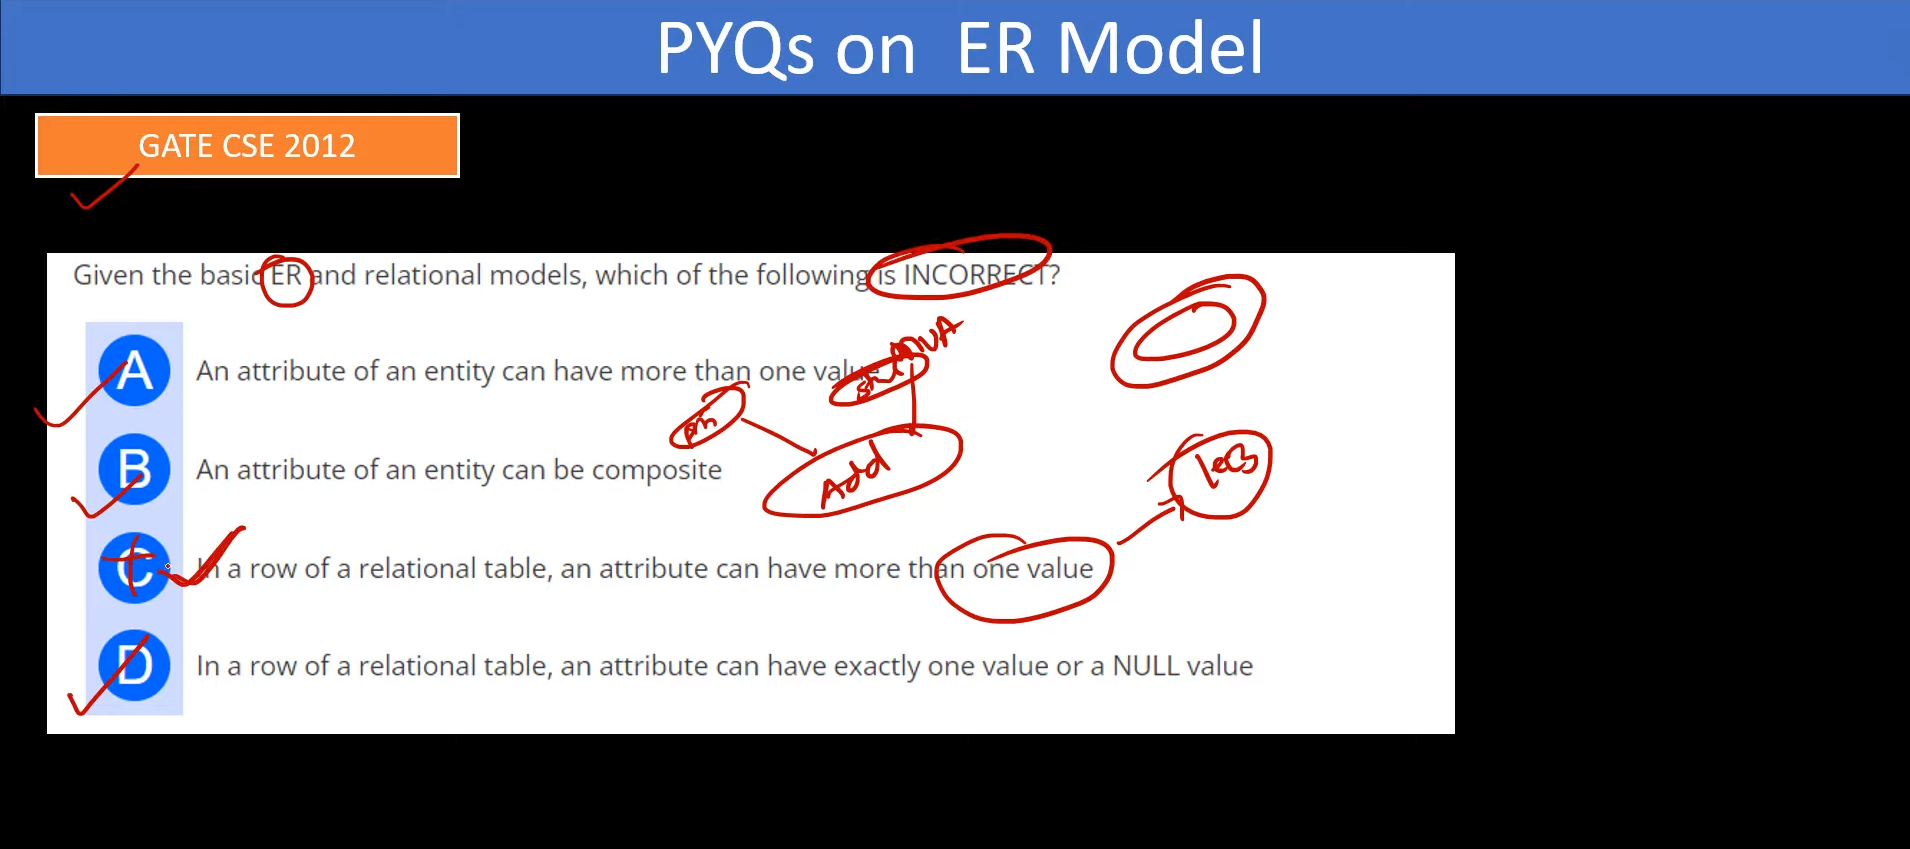 PYQs on ER Model
GATE CSE 2012
Given the basic ER and relational models, which of the following is INCORRECT?
A An attribute of an entity can have more than one value
MVA
B An attribute of an entity can be composite
Add
C In a row of a relational table, an attribute can have more than one value
D In a row of a relational table, an attribute can have exactly one value or a NULL value